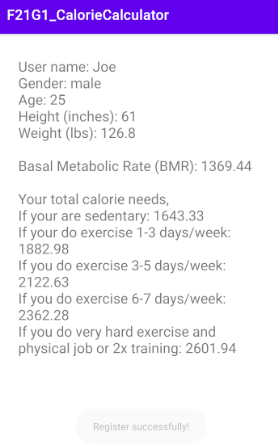 F21G1_CalorieCalculator
User name: Joe
Gender: male
Age: 25
Height (inches): 61
Weight (lbs): 126.8
Basal Metabolic Rate (BMR): 1369.44
Your total calorie needs,
If your are sedentary: 1643.33
If your do exercise 1-3 days/week:
1882.98
If you do exercise 3-5 days/week:
2122.63
If you do exercise 6-7 days/week:
2362.28
If you do very hard exercise and
physical job or 2x training: 2601.94
Register successfully!